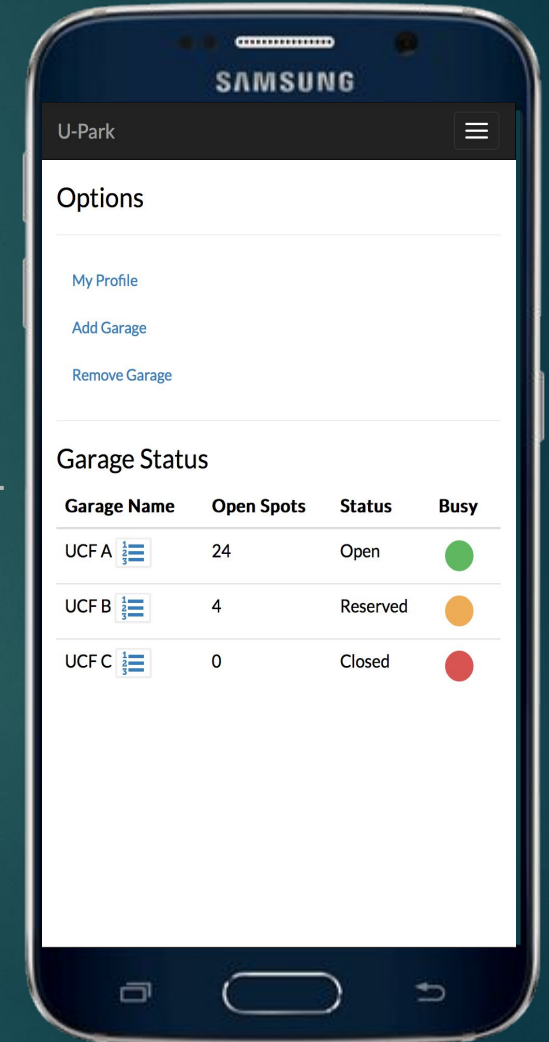 SAMSUNG
U-Park
Options
My Profile
Add Garage
Remove Garage
Garage Status
Garage Name Open Spots Status Busy
UCF A 24 Open
UCF B 4 Reserved
UCF C 0 Closed